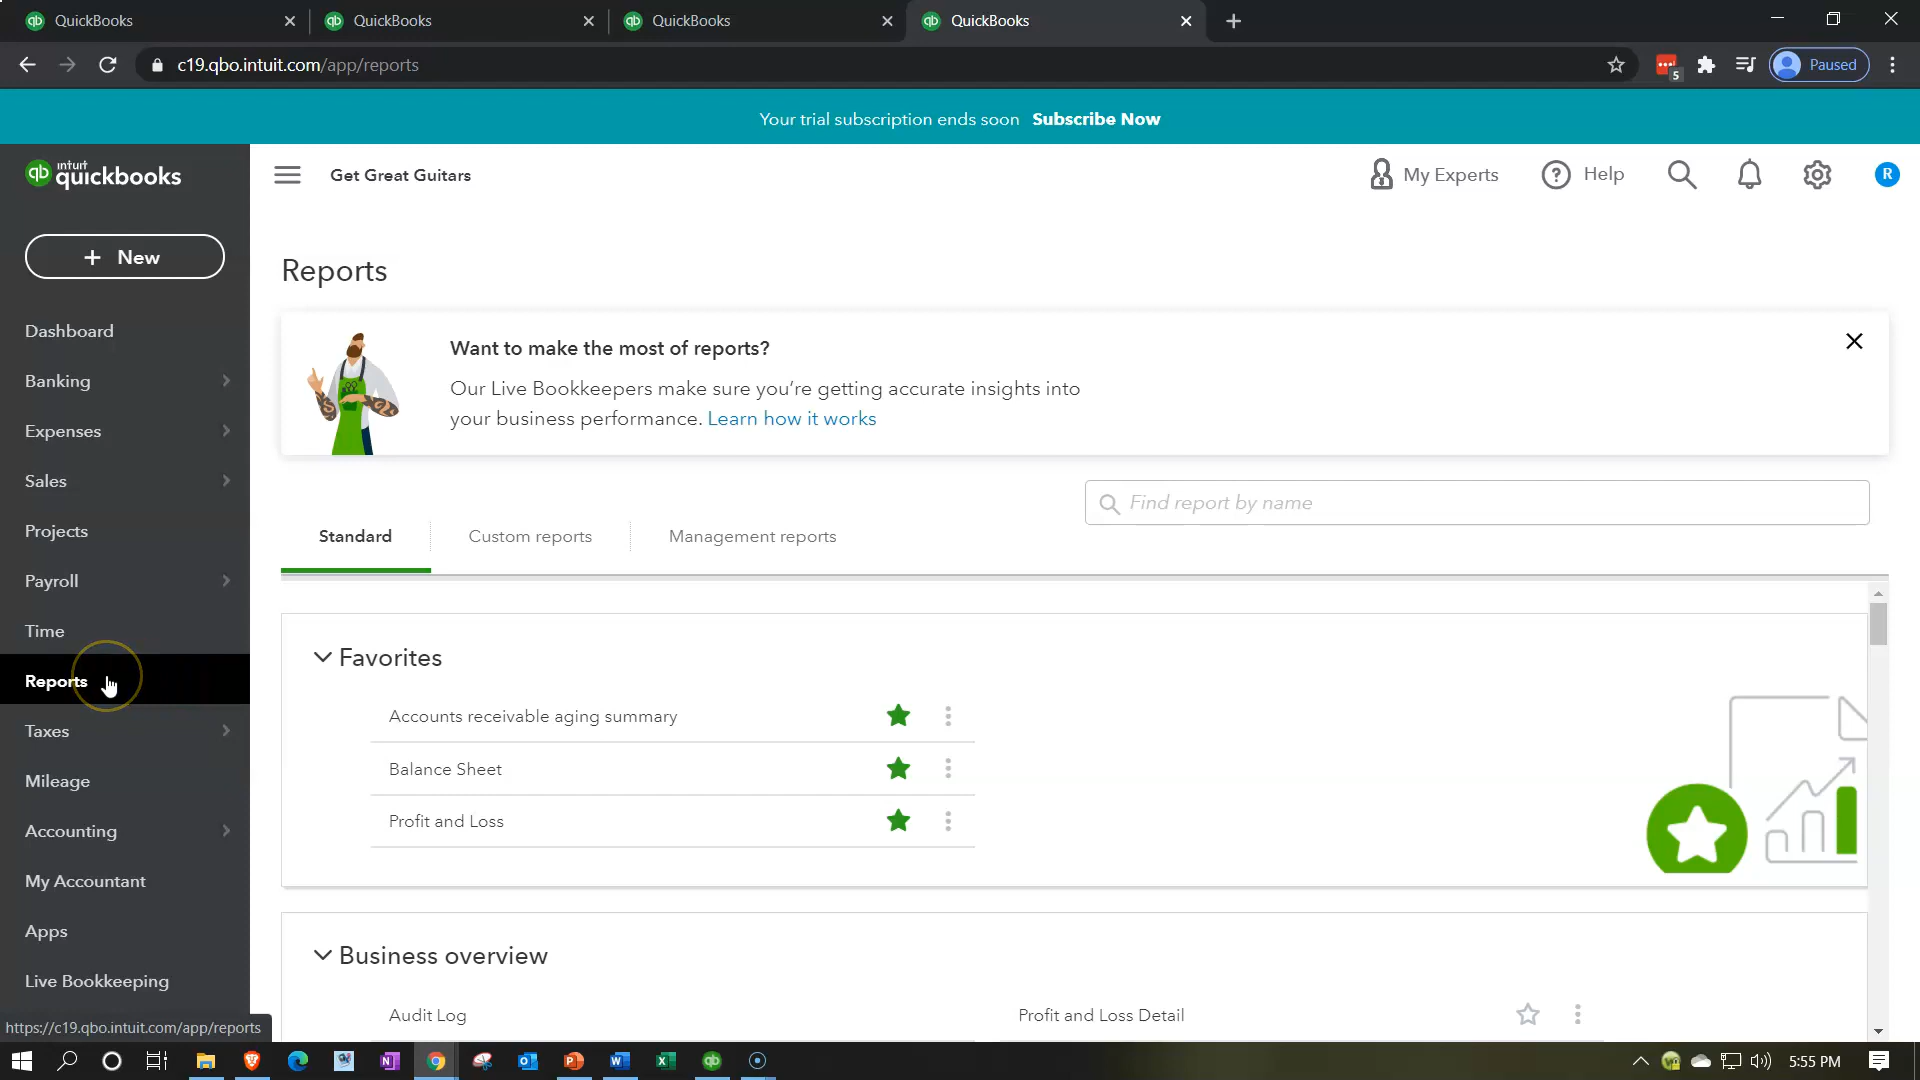 QuickBooks
QuickBooks
QuickBooks
QuickBooks
c19.qbo.intuit.com/app/reports
5
Paused
Your trial subscription ends soon Subscribe Now
qb intuit quickbooks
Get Great Guitars
My Experts
? Help
R
+ New
Dashboard
Banking
Expenses
Sales
Projects
Payroll
Time
Reports
Taxes
Mileage
Accounting
My Accountant
Apps
Live Bookkeeping
https://c19.qbo.intuit.com/app/reports
Reports
Want to make the most of reports?
Our Live Bookkeepers make sure you’re getting accurate insights into
your business performance. Learn how it works
Find report by name
Standard
Custom reports
Management reports
Favorites
Accounts receivable aging summary
Balance Sheet
Profit and Loss
Business overview
Audit Log
Profit and Loss Detail
5:55 PM